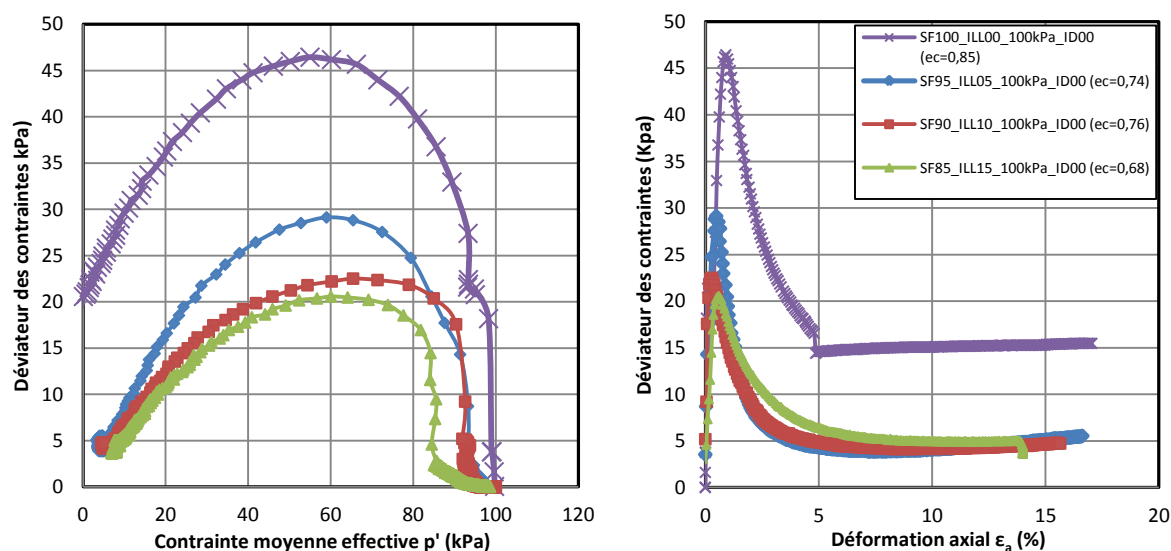 Déviateur des contraintes kPa)
50
45
40
35
30
25
20
15
10
5
0
0 20 40 60 80 100 120
Contrainte moyenne effective p' (kPa)
Déviateur des contraintes (Kpa)
50
45
40
35
30
25
20
15
10
5
0
0 5 10 15 20
Déformation axial εa (%)
SF100_ILL00_100kPa_ID00
(ec=0,85)
SF95_ILL05_100kPa_ID00 (ec=0,74)
SF90_ILL10_100kPa_ID00 (ec=0,76)
SF85_ILL15_100kPa_ID00 (ec=0,68)